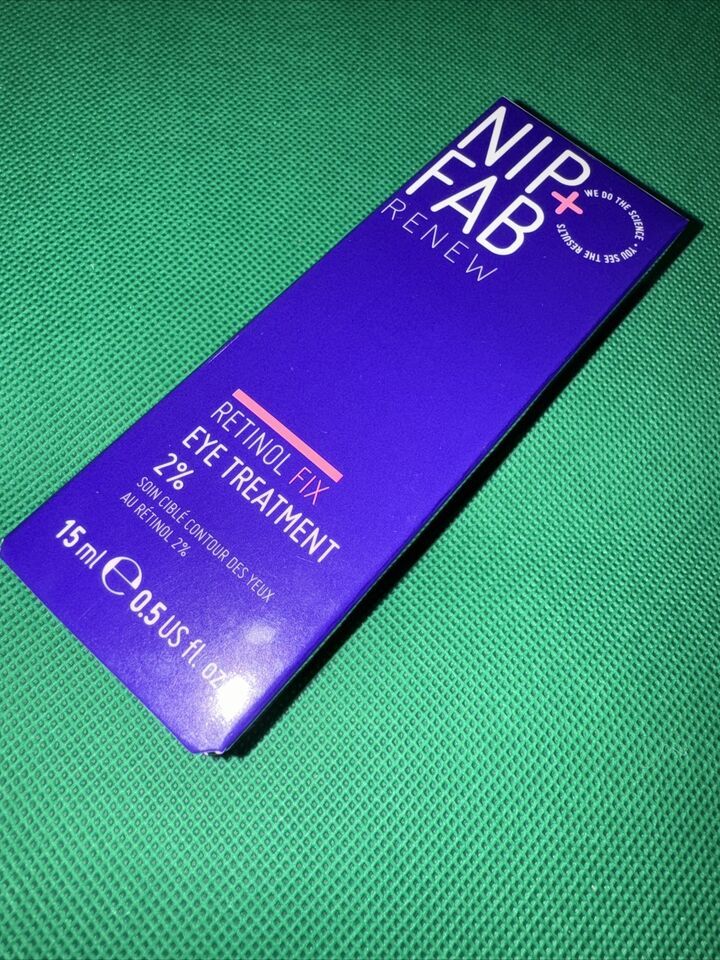 NIP+
FAB
RENEW
WE DO THE SCIENCE • YOU SEE THE RESULTS
RETINOL FIX
EYE TREATMENT
2%
SOIN CIBLÉ CONTOUR DES YEUX
AU RÉTINOL 2%
15 ml ℮ 0.5 US fl. oz